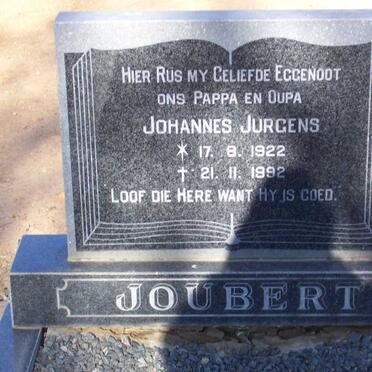 Hier Rus my Geliefde Eggenoot
ons Pappa en Oupa
Johannes Jurgens
* 17. 8. 1922
† 21. 11. 1992
Loof die Here want Hy is goed.
JOUBERT